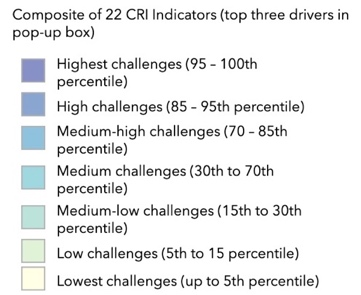 Composite of 22 CRI Indicators (top three drivers in
pop-up box)
Highest challenges (95 – 100th
percentile)
High challenges (85 – 95th percentile)
Medium-high challenges (70 – 85th
percentile)
Medium challenges (30th to 70th
percentile)
Medium-low challenges (15th to 30th
percentile)
Low challenges (5th to 15 percentile)
Lowest challenges (up to 5th percentile)